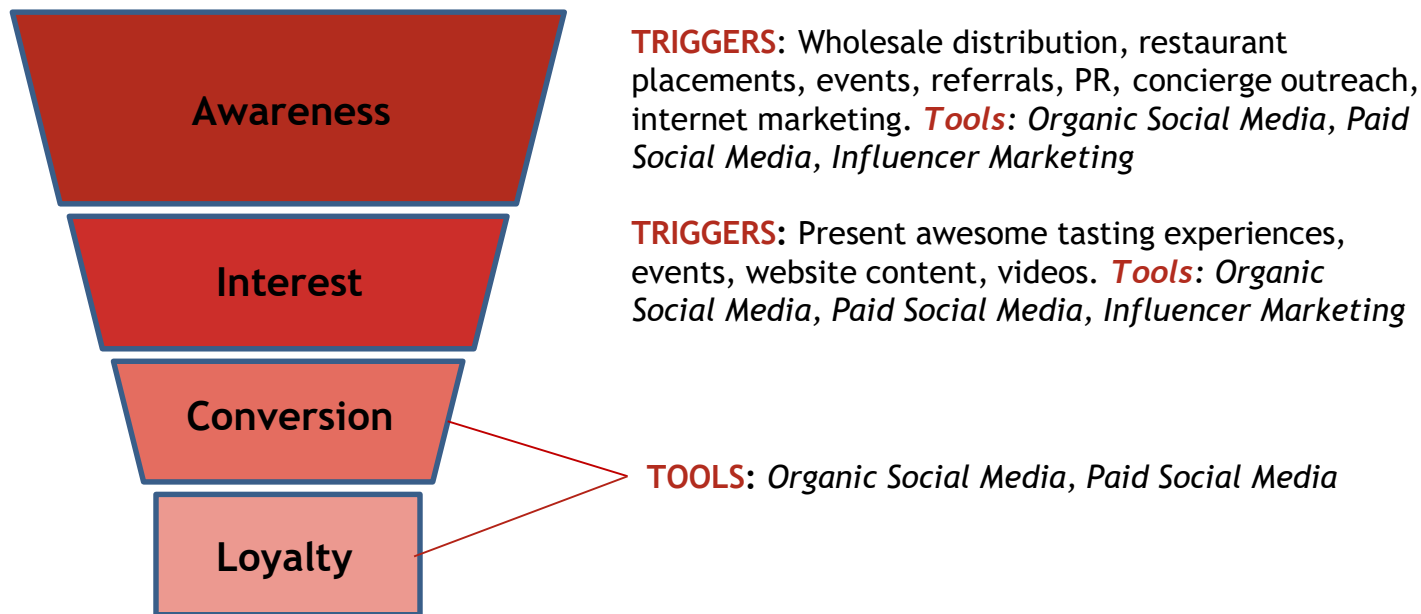 Awareness
TRIGGERS: Wholesale distribution, restaurant
placements, events, referrals, PR, concierge outreach,
internet marketing. Tools: Organic Social Media, Paid
Social Media, Influencer Marketing
Interest
TRIGGERS: Present awesome tasting experiences,
events, website content, videos. Tools: Organic
Social Media, Paid Social Media, Influencer Marketing
Conversion
TOOLS: Organic Social Media, Paid Social Media
Loyalty